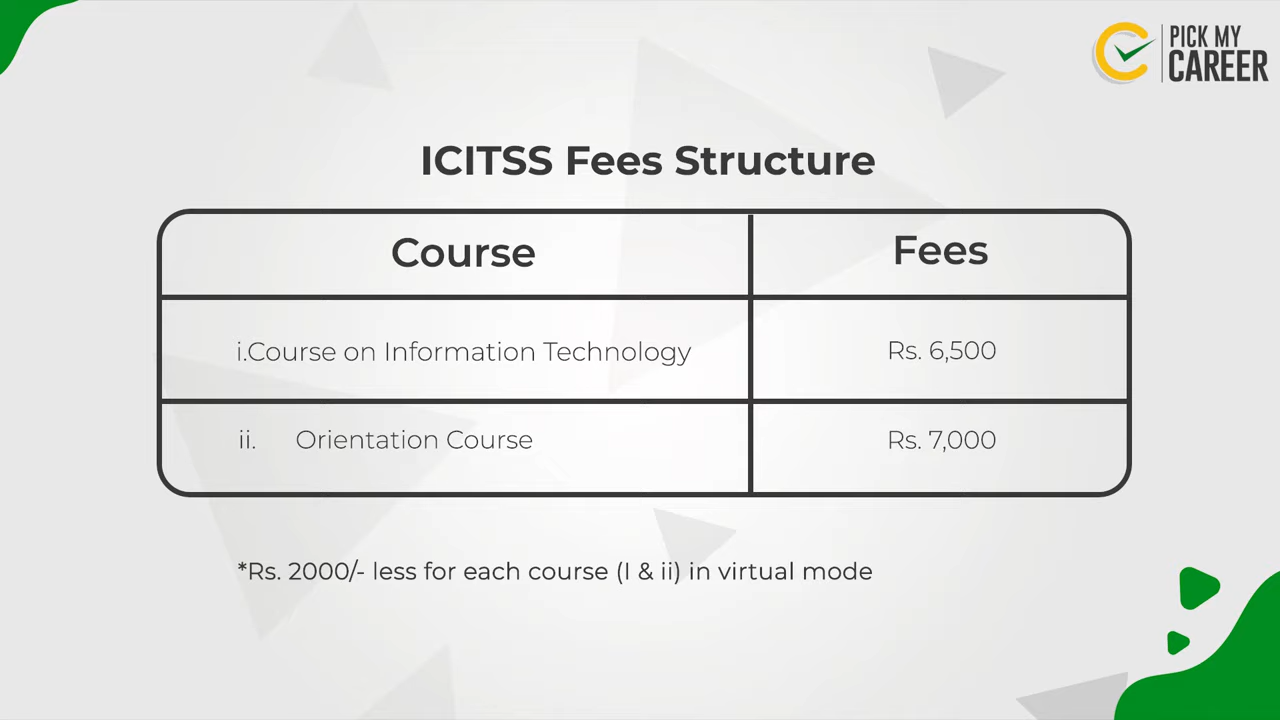 PICK MY
CAREER
ICITSS Fees Structure
Course
Fees
i.Course on Information Technology
Rs. 6,500
ii. Orientation Course
Rs. 7,000
*Rs. 2000/- less for each course (I & ii) in virtual mode